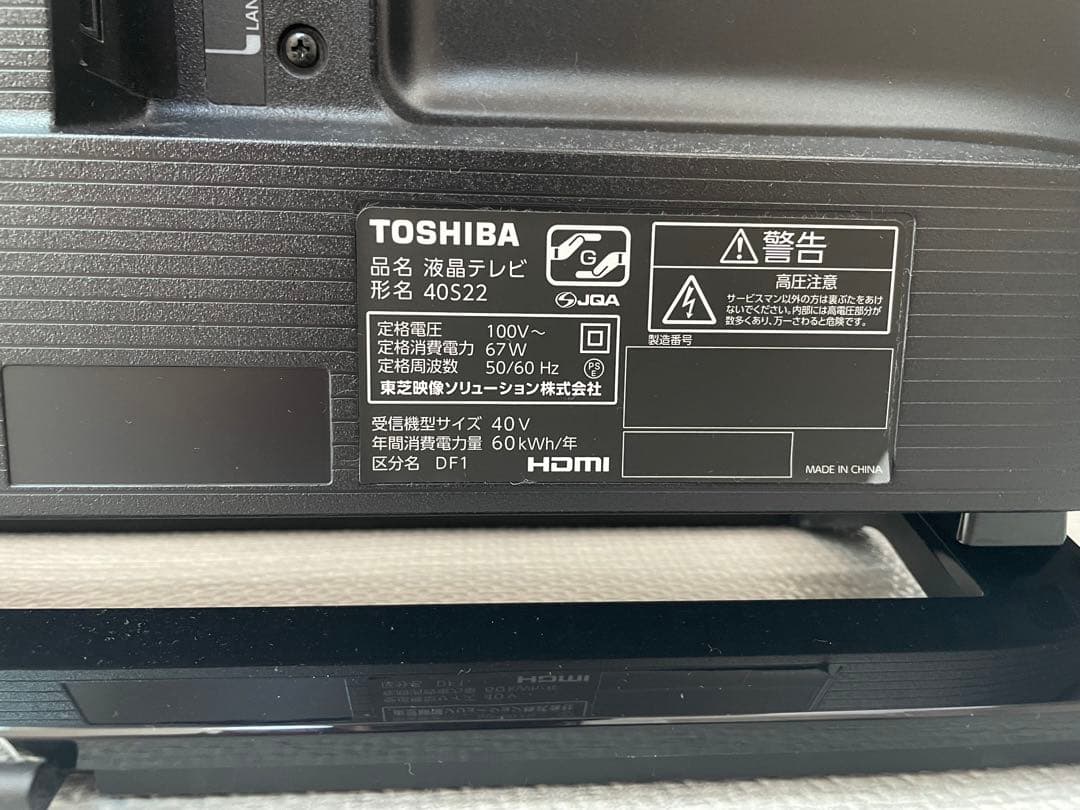 LAN
TOSHIBA
品名 液晶テレビ
形名 40S22
G
JQA
定格電圧 100V～
定格消費電力 67W
定格周波数 50/60 Hz
PS
E
東芝映像ソリューション株式会社
受信機型サイズ 40V
年間消費電力量 60kWh/年
区分名 DF1
HDMI
警告
高圧注意
サービスマン以外の方は裏ぶたをあけ
ないでください。内部には高電圧部分が
数多くあり、万一さわると危険です。
製造番号
MADE IN CHINA